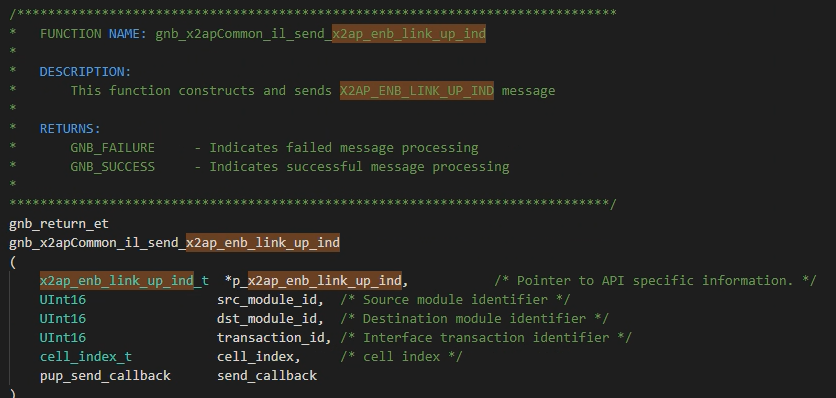 /******************************************************************************
*   FUNCTION NAME: gnb_x2apCommon_il_send_x2ap_enb_link_up_ind
*
*   DESCRIPTION:
*       This function constructs and sends X2AP_ENB_LINK_UP_IND message
*
*   RETURNS:
*       GNB_FAILURE     - Indicates failed message processing
*       GNB_SUCCESS     - Indicates successful message processing
*
******************************************************************************/
gnb_return_et
gnb_x2apCommon_il_send_x2ap_enb_link_up_ind
(
    x2ap_enb_link_up_ind_t  *p_x2ap_enb_link_up_ind,           /* Pointer to API specific information. */
    UInt16                 src_module_id,  /* Source module identifier */
    UInt16                 dst_module_id,  /* Destination module identifier */
    UInt16                 transaction_id, /* Interface transaction identifier */
    cell_index_t           cell_index,     /* cell index */
    pup_send_callback      send_callback
)